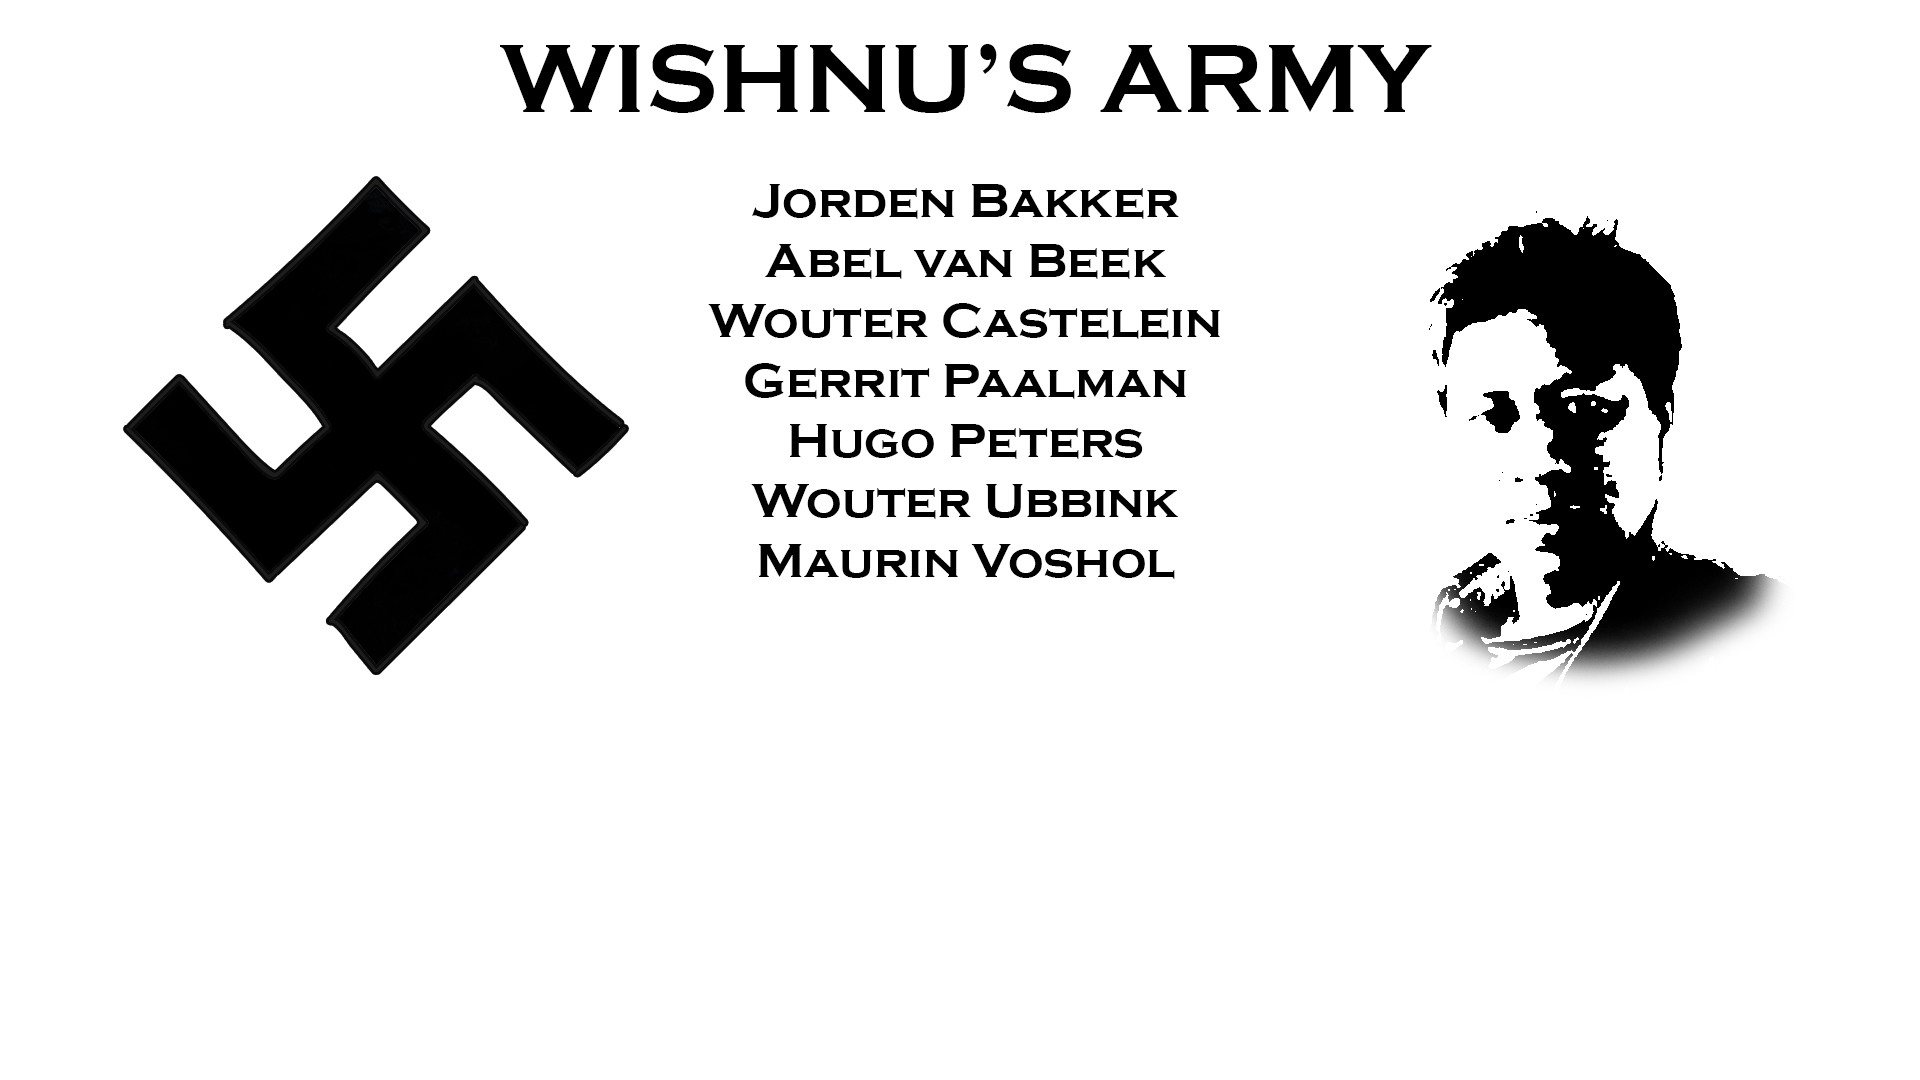 WISHNU'S ARMY
JORDEN BAKKER
ABEL VAN BEEK
WOUTER CASTELEIN
GERRIT PAALMAN
HUGO PETERS
WOUTER UBBINK
MAURIN VOSHOL